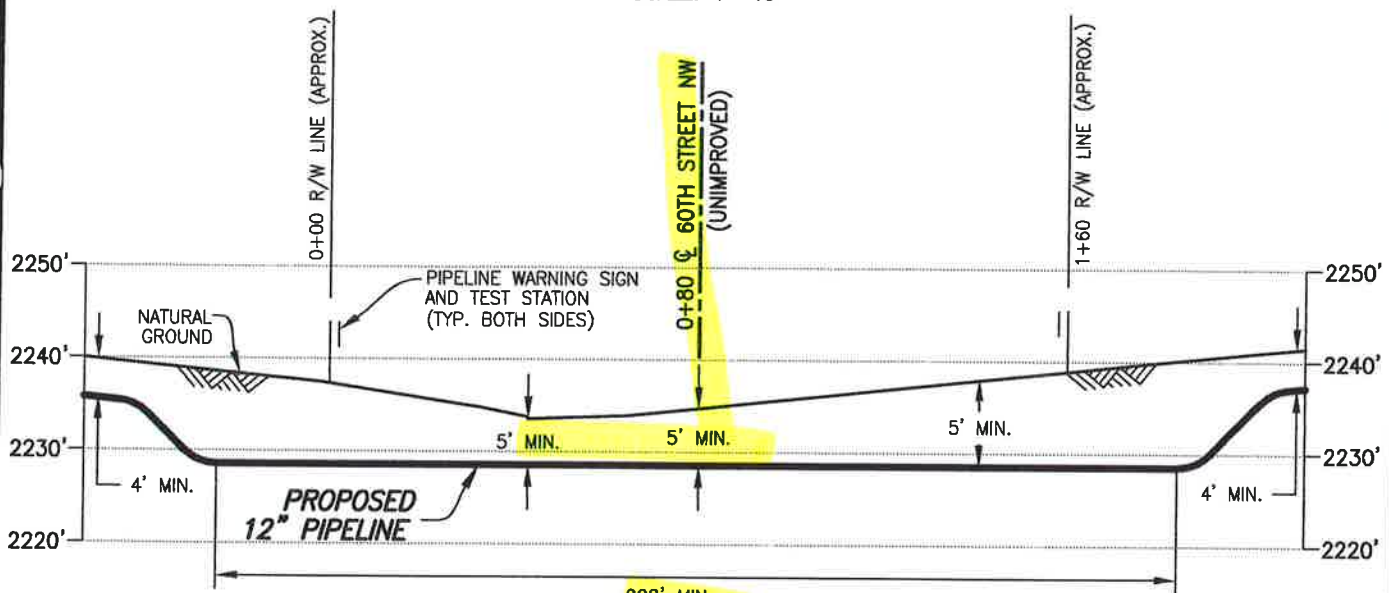 0+00 R/W LINE (APPROX.)
0+80 ℄ 60TH STREET NW
(UNIMPROVED)
1+60 R/W LINE (APPROX.)
2250'
2250'
PIPELINE WARNING SIGN
AND TEST STATION
(TYP. BOTH SIDES)
NATURAL
GROUND
2240'
2240'
5' MIN.
5' MIN.
5' MIN.
2230'
2230'
4' MIN.
4' MIN.
PROPOSED
12" PIPELINE
2220'
2220'
MIN.